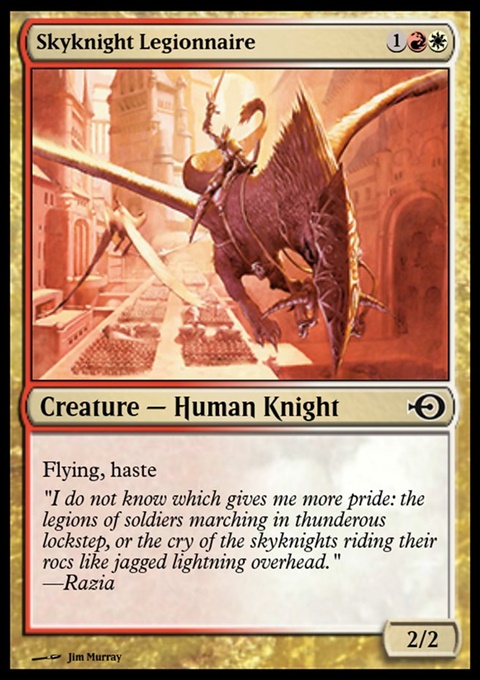 Skyknight Legionnaire 1
Creature — Human Knight
Flying, haste
"I do not know which gives me more pride: the
legions of soldiers marching in thunderous
lockstep, or the cry of the skyknights riding their
rocs like jagged lightning overhead."
—Razia
2/2
Jim Murray